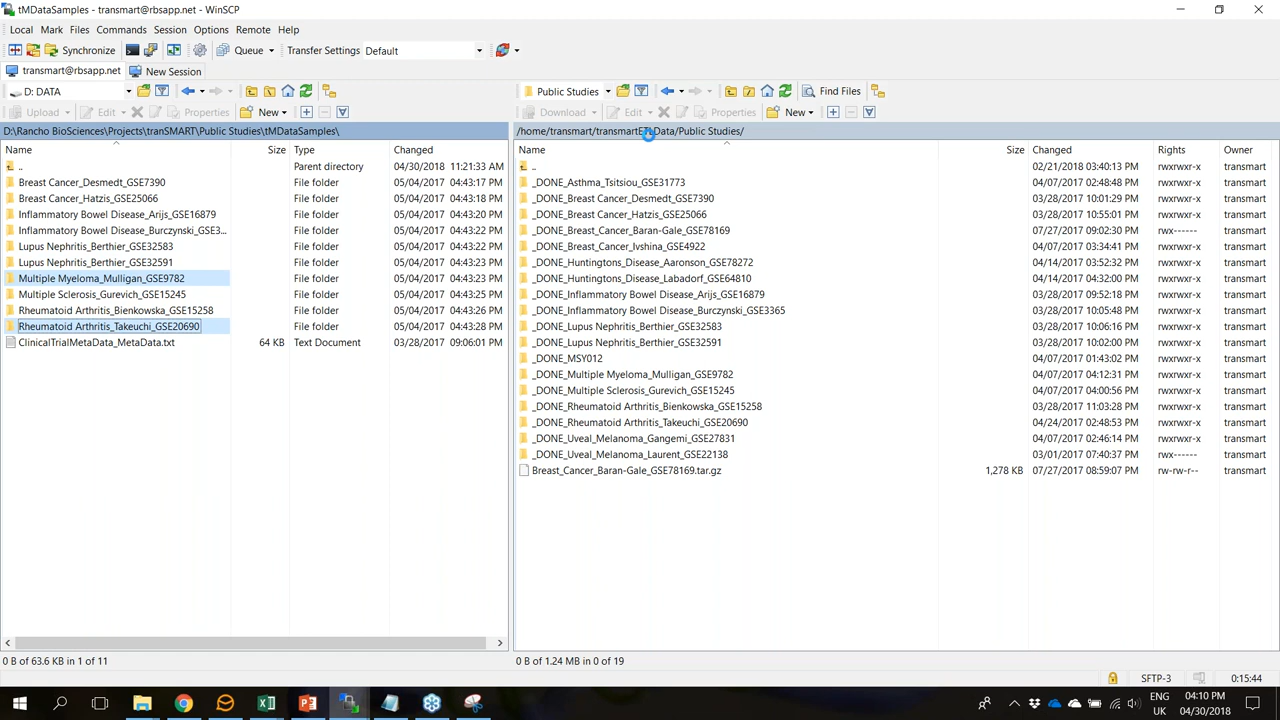 tMDataSamples - transmart@rbsapp.net - WinSCP
Local Mark Files Commands Session Options Remote Help
Synchronize Queue Transfer Settings Default
transmart@rbsapp.net New Session
D: DATA
Public Studies Find Files
Upload Edit Properties New
Download Edit Properties New
D:\Rancho BioSciences\Projects\tranSMART\Public Studies\tMDataSamples\
/home/transmart/transmartETLData/Public Studies/
Name Size Type Changed
.. Parent directory 04/30/2018 11:21:33 AM
Breast Cancer_Desmedt_GSE7390 File folder 05/04/2017 04:43:17 PM
Breast Cancer_Hatzis_GSE25066 File folder 05/04/2017 04:43:18 PM
Inflammatory Bowel Disease_Arijs_GSE16879 File folder 05/04/2017 04:43:20 PM
Inflammatory Bowel Disease_Burczynski_GSE3... File folder 05/04/2017 04:43:22 PM
Lupus Nephritis_Berthier_GSE32583 File folder 05/04/2017 04:43:22 PM
Lupus Nephritis_Berthier_GSE32591 File folder 05/04/2017 04:43:23 PM
Multiple Myeloma_Mulligan_GSE9782 File folder 05/04/2017 04:43:23 PM
Multiple Sclerosis_Gurevich_GSE15245 File folder 05/04/2017 04:43:25 PM
Rheumatoid Arthritis_Bienkowska_GSE15258 File folder 05/04/2017 04:43:28 PM
Rheumatoid Arthritis_Takeuchi_GSE20690 File folder 05/04/2017 04:43:28 PM
ClinicalTrialMetaData_MetaData.txt 64 KB Text Document 03/28/2017 09:06:01 PM
Name Size Changed Rights Owner
.. 02/21/2018 03:40:13 PM rwxrwxr-x transmart
_DONE_Asthma_Tsitsiou_GSE31773 04/07/2017 02:48:48 PM rwxrwxr-x transmart
_DONE_Breast Cancer_Desmedt_GSE7390 03/28/2017 10:01:29 PM rwxrwxr-x transmart
_DONE_Breast Cancer_Hatzis_GSE25066 03/28/2017 10:55:01 PM rwxrwxr-x transmart
_DONE_Breast_Cancer_Baran-Gale_GSE78169 07/27/2017 09:02:30 PM rwx------ transmart
_DONE_Breast_Cancer_Ivshina_GSE4922 04/07/2017 03:34:41 PM rwxrwxr-x transmart
_DONE_Huntingtons_Disease_Aaronson_GSE78272 04/14/2017 03:52:32 PM rwxrwxr-x transmart
_DONE_Huntingtons_Disease_Labadorf_GSE64810 04/14/2017 04:32:00 PM rwxrwxr-x transmart
_DONE_Inflammatory Bowel Disease_Arijs_GSE16879 03/28/2017 09:52:18 PM rwxrwxr-x transmart
_DONE_Inflammatory Bowel Disease_Burczynski_GSE3365 03/28/2017 10:05:48 PM rwxrwxr-x transmart
_DONE_Lupus Nephritis_Berthier_GSE32583 03/28/2017 10:06:16 PM rwxrwxr-x transmart
_DONE_Lupus Nephritis_Berthier_GSE32591 03/28/2017 10:02:00 PM rwxrwxr-x transmart
_DONE_MSY012 04/07/2017 01:43:02 PM rwxrwxr-x transmart
_DONE_Multiple Myeloma_Mulligan_GSE9782 04/07/2017 04:12:31 PM rwxrwxr-x transmart
_DONE_Multiple Sclerosis_Gurevich_GSE15245 04/07/2017 04:00:56 PM rwxrwxr-x transmart
_DONE_Rheumatoid Arthritis_Bienkowska_GSE15258 03/28/2017 11:03:28 PM rwxrwxr-x transmart
_DONE_Rheumatoid Arthritis_Takeuchi_GSE20690 04/24/2017 02:48:53 PM rwxrwxr-x transmart
_DONE_Uveal_Melanoma_Gangemi_GSE27831 04/07/2017 02:46:14 PM rwxrwxr-x transmart
_DONE_Uveal_Melanoma_Laurent_GSE22138 03/01/2017 07:40:37 PM rwx------ transmart
Breast_Cancer_Baran-Gale_GSE78169.tar.gz 1,278 KB 07/27/2017 08:59:07 PM rw-rw-r-- transmart
0 B of 63.6 KB in 1 of 11
0 B of 1.24 MB in 0 of 19
SFTP-3 0:15:44
ENG 04:10 PM
UK 04/30/2018